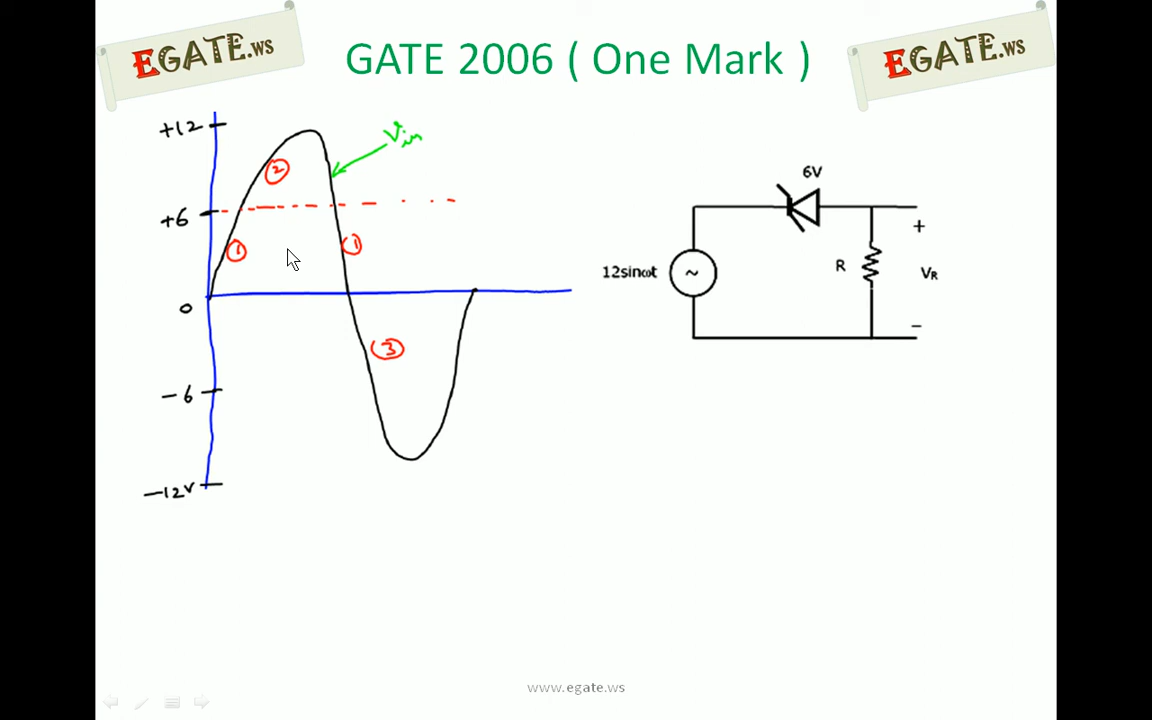 EGATE.ws
GATE 2006 ( One Mark )
EGATE.ws
+12
Vin
2
+6
1
1
0
3
-6
-12V
6V
+
12sinωt
~
R
VR
-
www.egate.ws